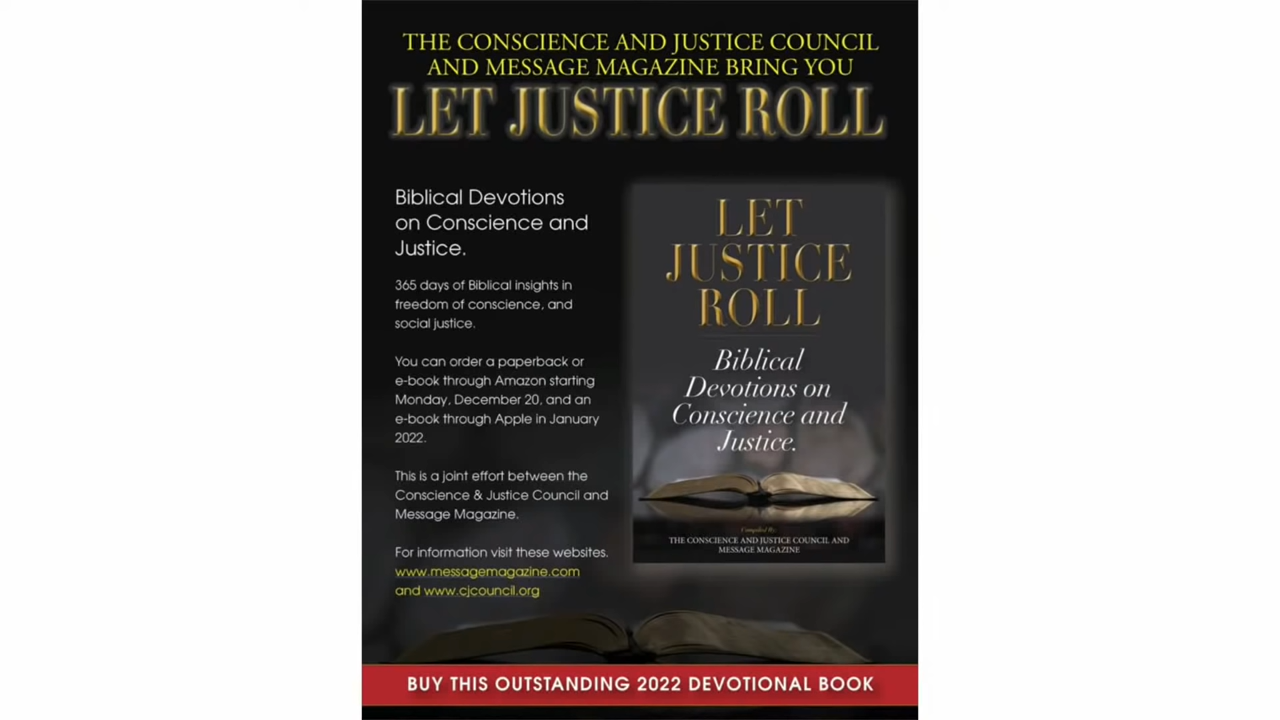 THE CONSCIENCE AND JUSTICE COUNCIL
AND MESSAGE MAGAZINE BRING YOU
LET JUSTICE ROLL
Biblical Devotions
on Conscience and
Justice.
365 days of Biblical insights in
freedom of conscience, and
social justice.
You can order a paperback or
e-book through Amazon starting
Monday, December 20, and an
e-book through Apple in January
2022.
This is a joint effort between the
Conscience & Justice Council and
Message Magazine.
For information visit these websites.
www.messagemagazine.com
and www.cjcouncil.org
LET
JUSTICE
ROLL
Biblical
Devotions on
Conscience and
Justice.
Compiled By:
THE CONSCIENCE AND JUSTICE COUNCIL AND
MESSAGE MAGAZINE
BUY THIS OUTSTANDING 2022 DEVOTIONAL BOOK